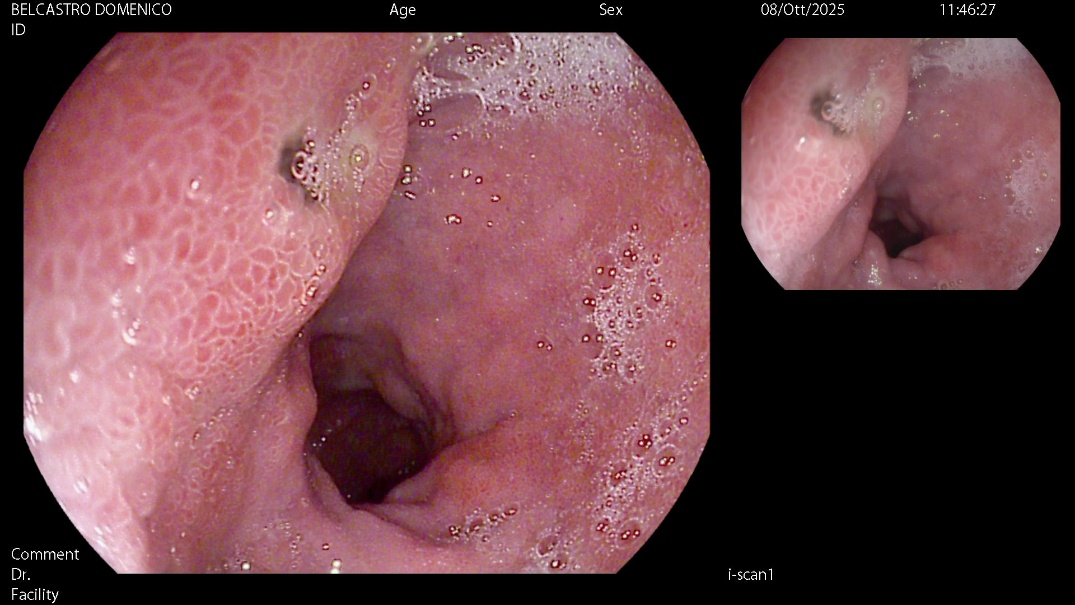 BELCASTRO DOMENICO Age Sex 08/Ott/2025 11:46:27
ID
Comment
Dr.
i-scan1
Facility